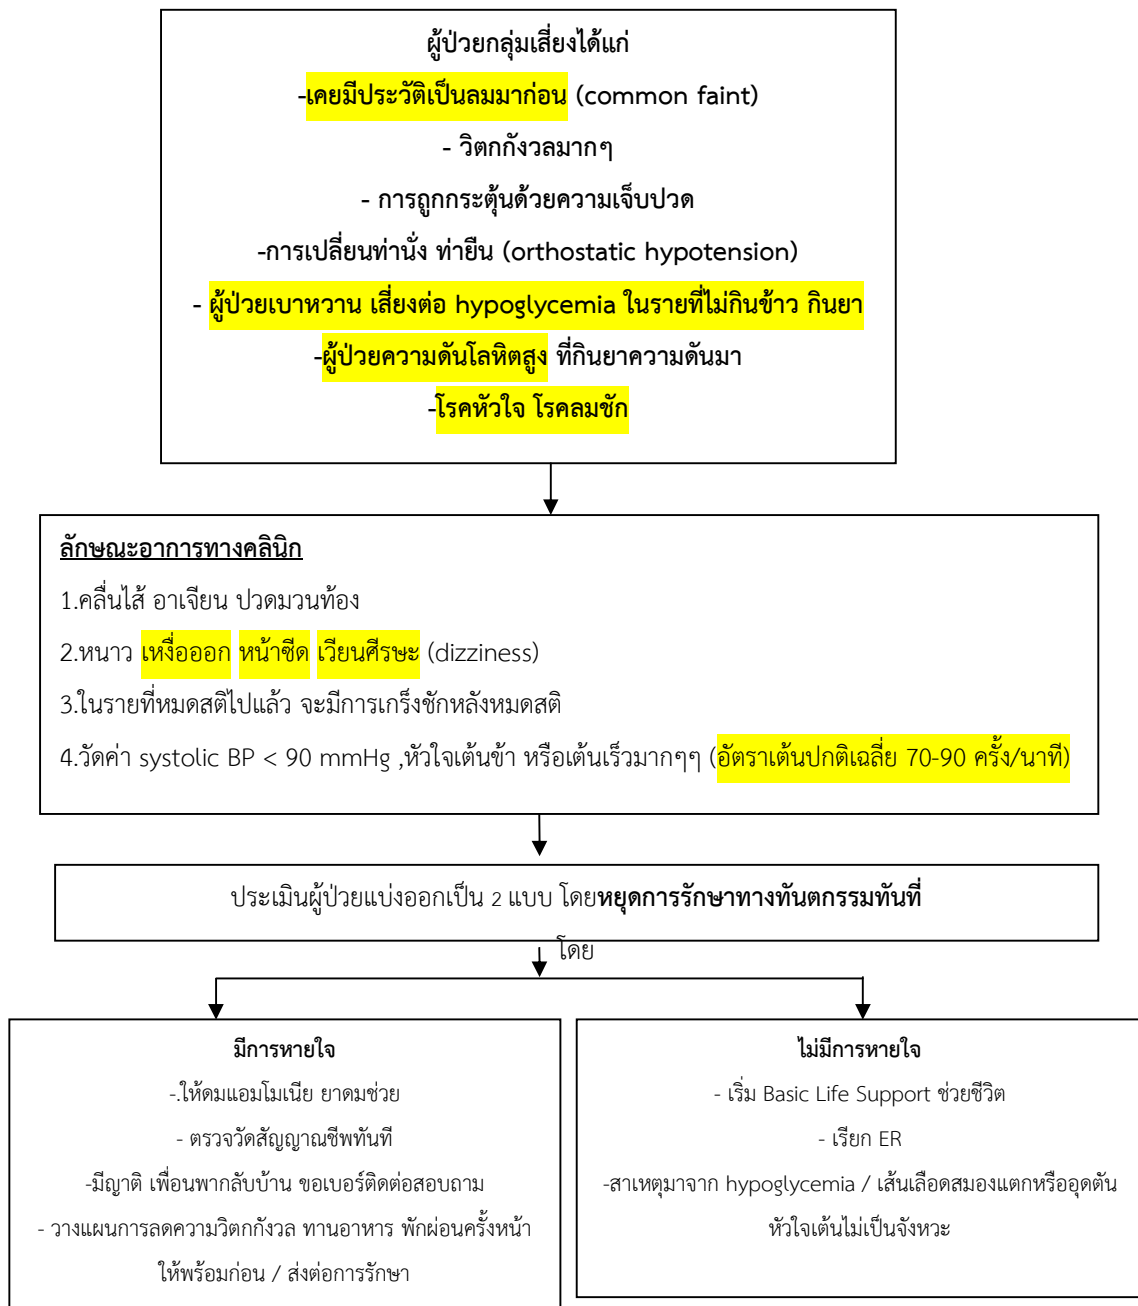 ผู้ป่วยกลุ่มเสี่ยงได้แก่
-เคยมีประวัติเป็นลมมาก่อน (common faint)
- วิตกกังวลมากๆ
- การถูกกระตุ้นด้วยความเจ็บปวด
-การเปลี่ยนท่านั่ง ท่ายืน (orthostatic hypotension)
- ผู้ป่วยเบาหวาน เสี่ยงต่อ hypoglycemia ในรายที่ไม่กินข้าว กินยา
-ผู้ป่วยความดันโลหิตสูง ที่กินยาความดันมา
-โรคหัวใจ โรคลมชัก
ลักษณะอาการทางคลินิก
1.คลื่นไส้ อาเจียน ปวดมวนท้อง
2.หนาว เหงื่อออก หน้าซีด เวียนศีรษะ (dizziness)
3.ในรายที่หมดสติไปแล้ว จะมีการเกร็งชักหลังหมดสติ
4.วัดค่า systolic BP < 90 mmHg ,หัวใจเต้นช้า หรือเต้นเร็วมากๆๆ (อัตราเต้นปกติเฉลี่ย 70-90 ครั้ง/นาที)
ประเมินผู้ป่วยแบ่งออกเป็น 2 แบบ โดยหยุดการรักษาทางทันตกรรมทันที่
โดย
มีการหายใจ
-.ให้ดมแอมโมเนีย ยาดมช่วย
- ตรวจวัดสัญญาณชีพทันที
-มีญาติ เพื่อนพากลับบ้าน ขอเบอร์ติดต่อสอบถาม
- วางแผนการลดความวิตกกังวล ทานอาหาร พักผ่อนครั้งหน้า
ให้พร้อมก่อน / ส่งต่อการรักษา
ไม่มีการหายใจ
- เริ่ม Basic Life Support ช่วยชีวิต
- เรียก ER
-สาเหตุมาจาก hypoglycemia / เส้นเลือดสมองแตกหรืออุดตัน
หัวใจเต้นไม่เป็นจังหวะ